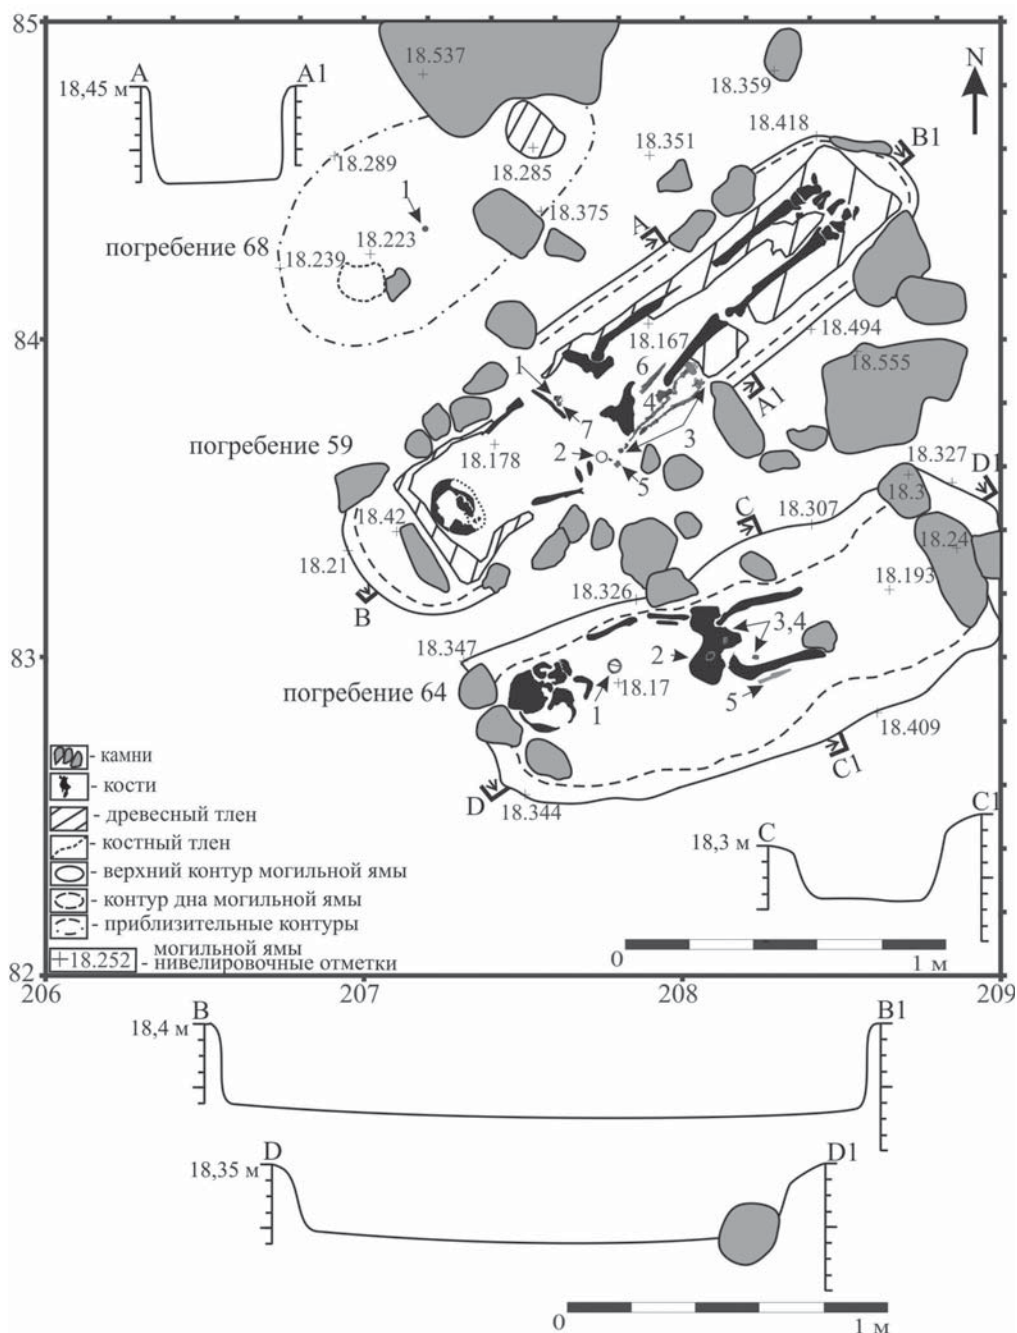 85
18.537
N
A
A1
18,45 м
18.359
18.418
B1
18.351
18.289
18.285
1
18.375
A
погребение 68
18.223
18.239
84
18.167
18.494
6
18.555
1
4
A1
7
3
погребение 59
2
18.178
5
18.327
D1
C
18.307
18.3
18.42
18.24
18.21
18.193
18.326
B
3,4
18.347
83
2
погребение 64
18.17
1
5
18.409
- камни
C1
- кости
D
18.344
C1
- древесный тлен
C
- костный тлен
18,3 м
- верхний контур могильной ямы
- контур дна могильной ямы
- приблизительные контуры
могильной ямы
+18.252 - нивелировочные отметки
0
1 м
82
206
207
208
209
B
B1
18,4 м
D
D1
18,35 м
0
1 м